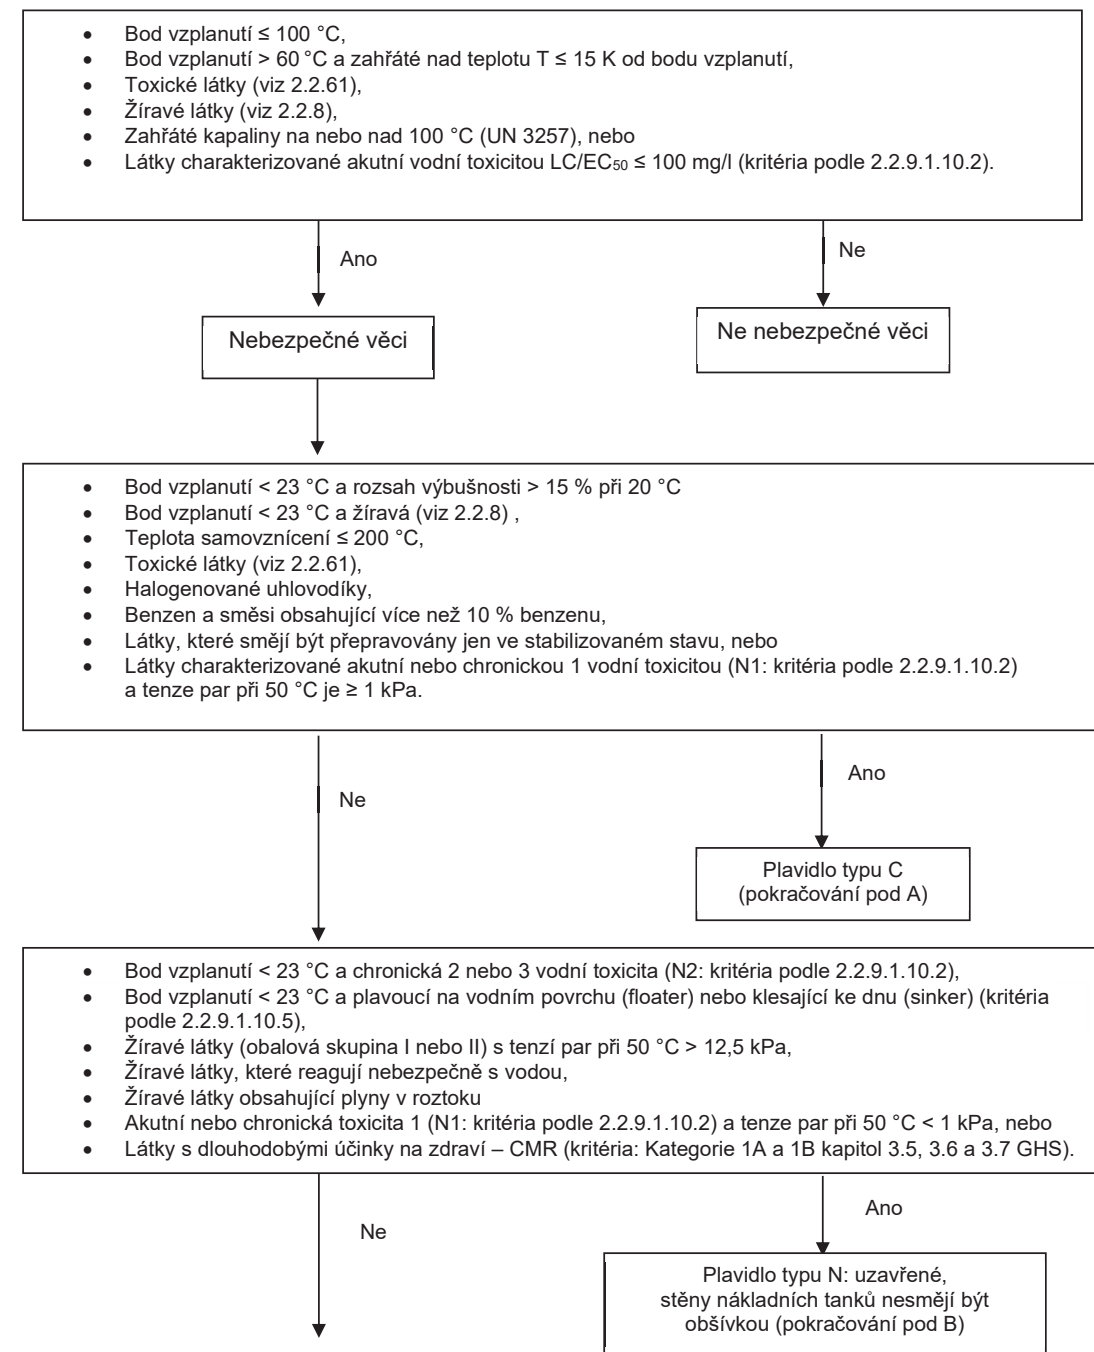 • Bod vzplanutí ≤ 100 °C,
• Bod vzplanutí > 60 °C a zahřáté nad teplotu T ≤ 15 K od bodu vzplanutí,
• Toxické látky (viz 2.2.61),
• Žíravé látky (viz 2.2.8),
• Zahřáté kapaliny na nebo nad 100 °C (UN 3257), nebo
• Látky charakterizované akutní vodní toxicitou LC/EC₅₀ ≤ 100 mg/l (kritéria podle 2.2.9.1.10.2).
Ano
Ne
Nebezpečné věci
Ne nebezpečné věci
• Bod vzplanutí < 23 °C a rozsah výbušnosti > 15 % při 20 °C
• Bod vzplanutí < 23 °C a žíravá (viz 2.2.8) ,
• Teplota samovznícení ≤ 200 °C,
• Toxické látky (viz 2.2.61),
• Halogenované uhlovodíky,
• Benzen a směsi obsahující více než 10 % benzenu,
• Látky, které smějí být přepravovány jen ve stabilizovaném stavu, nebo
• Látky charakterizované akutní nebo chronickou 1 vodní toxicitou (N1: kritéria podle 2.2.9.1.10.2)
a tenze par při 50 °C je ≥ 1 kPa.
Ne
Ano
Plavidlo typu C
(pokračování pod A)
• Bod vzplanutí < 23 °C a chronická 2 nebo 3 vodní toxicita (N2: kritéria podle 2.2.9.1.10.2),
• Bod vzplanutí < 23 °C a plavoucí na vodním povrchu (floater) nebo klesající ke dnu (sinker) (kritéria
podle 2.2.9.1.10.5),
• Žíravé látky (obalová skupina I nebo II) s tenzí par při 50 °C > 12,5 kPa,
• Žíravé látky, které reagují nebezpečně s vodou,
• Žíravé látky obsahující plyny v roztoku
• Akutní nebo chronická toxicita 1 (N1: kritéria podle 2.2.9.1.10.2) a tenze par při 50 °C < 1 kPa, nebo
• Látky s dlouhodobými účinky na zdraví – CMR (kritéria: Kategorie 1A a 1B kapitol 3.5, 3.6 a 3.7 GHS).
Ne
Ano
Plavidlo typu N: uzavřené,
stěny nákladních tanků nesmějí být
obšívkou (pokračování pod B)